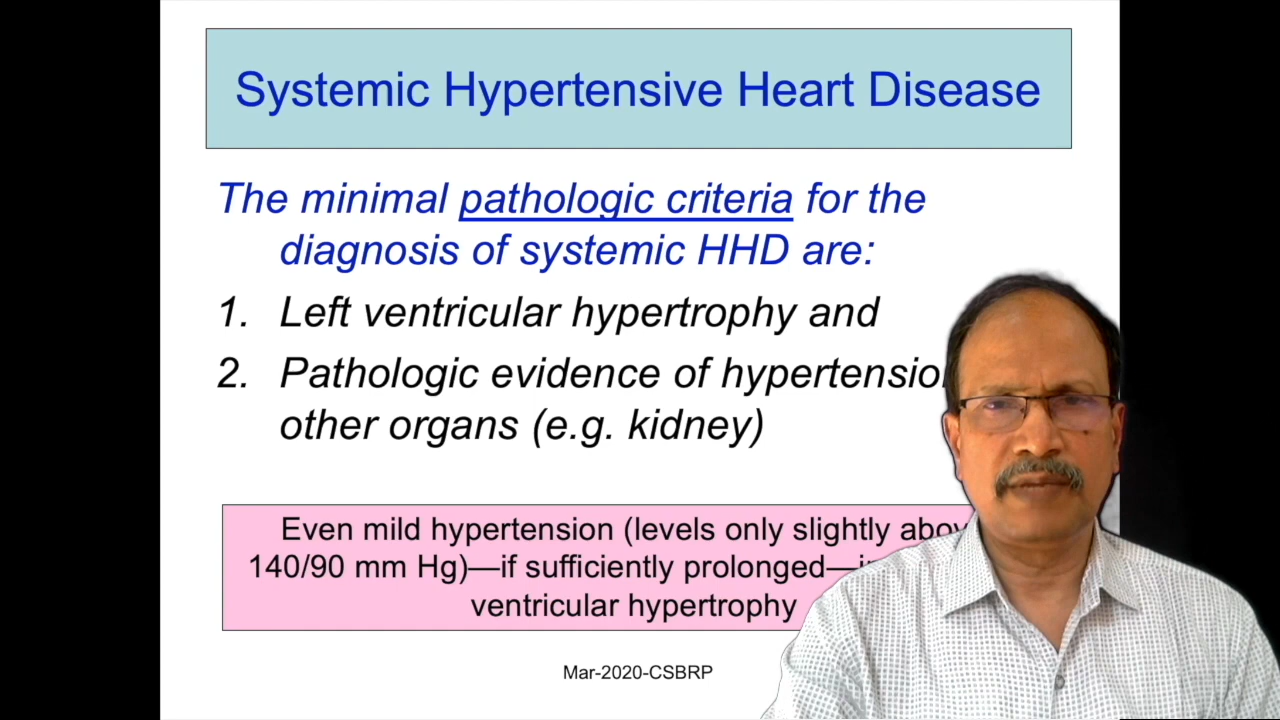 Systemic Hypertensive Heart Disease
The minimal pathologic criteria for the
diagnosis of systemic HHD are:
1. Left ventricular hypertrophy and
2. Pathologic evidence of
other organs (e.g. kidney)
Even mild hypertension (levels only slightly
140/90 mm Hg)—if sufficiently prolonged—
ventricular hypertrophy
Mar-2020-CSBRP